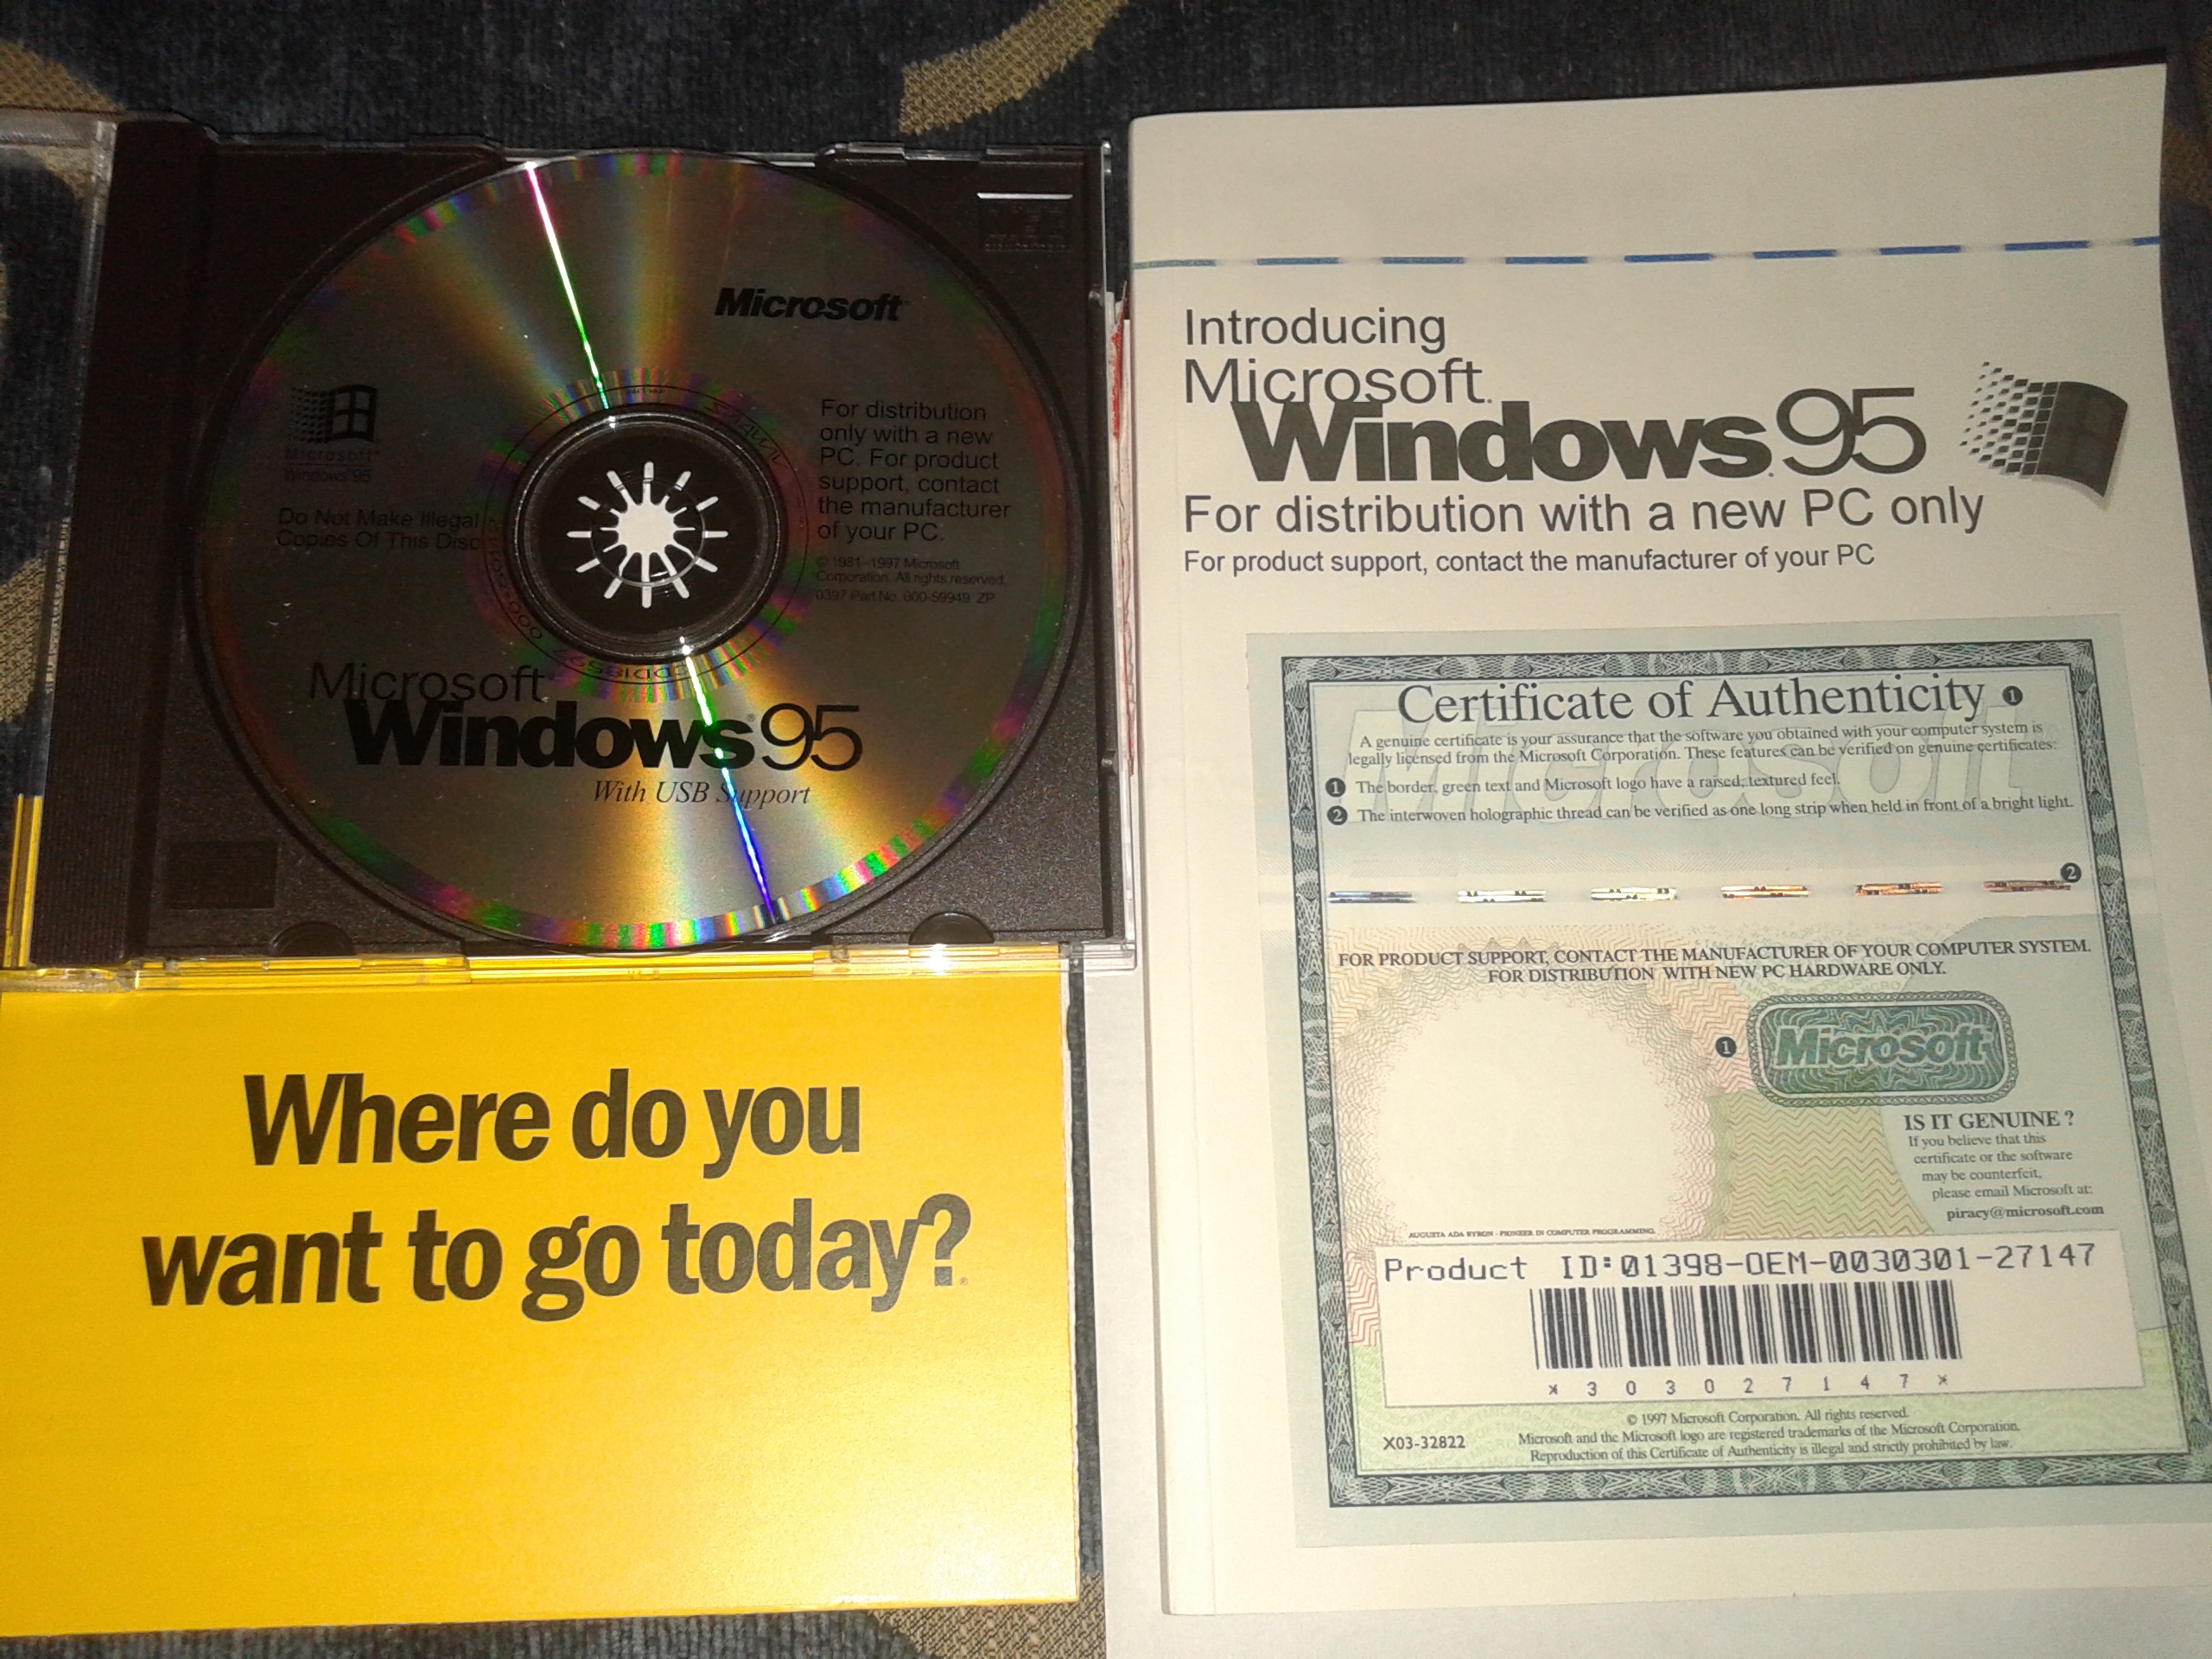 Microsoft
Microsoft
Windows 95
Do Not Make Illegal
Copies Of This Disc
For distribution
only with a new
PC. For product
support, contact
the manufacturer
of your PC.
© 1981-1997 Microsoft
Corporation. All rights reserved.
0397 Part No. 000-59949 ZP
Microsoft
Windows 95
With USB Support
Where do you
want to go today?
Introducing
Microsoft
Windows 95
For distribution with a new PC only
For product support, contact the manufacturer of your PC
Certificate of Authenticity 1
A genuine certificate is your assurance that the software you obtained with your computer system is
legally licensed from the Microsoft Corporation. These features can be verified on genuine certificates:
1 The border, green text and Microsoft logo have a raised, textured feel.
2 The interwoven holographic thread can be verified as one long strip when held in front of a bright light.
2
FOR PRODUCT SUPPORT, CONTACT THE MANUFACTURER OF YOUR COMPUTER SYSTEM.
FOR DISTRIBUTION WITH NEW PC HARDWARE ONLY.
1 Microsoft
IS IT GENUINE ?
If you believe that this
certificate or the software
may be counterfeit,
please email Microsoft at:
piracy@microsoft.com
AUGUSTA ADA BYRON - PIONEER IN COMPUTER PROGRAMMING.
Product ID:01398-OEM-0030301-27147
* 3 0 3 0 2 7 1 4 7 *
© 1997 Microsoft Corporation. All rights reserved.
X03-32822
Microsoft and the Microsoft logo are registered trademarks of the Microsoft Corporation.
Reproduction of this Certificate of Authenticity is illegal and strictly prohibited by law.